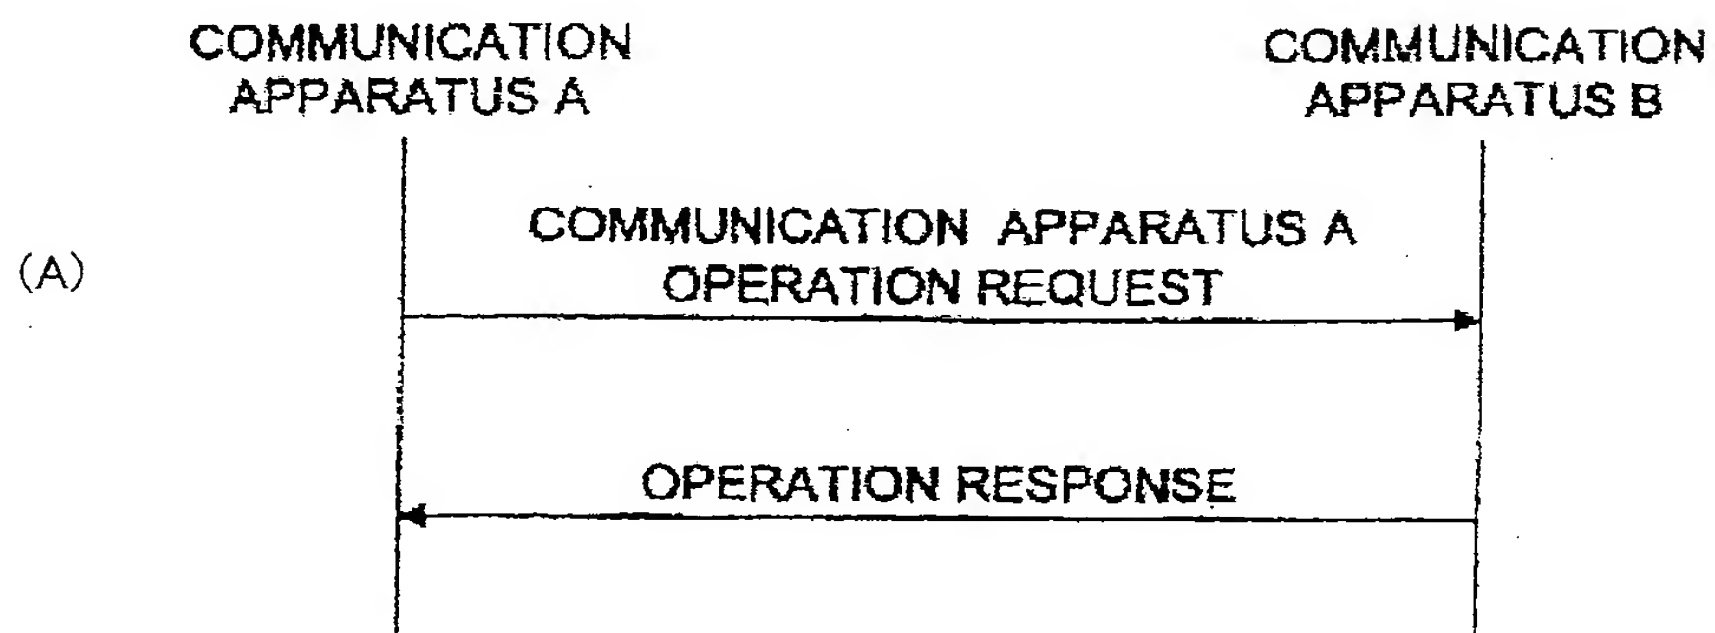 COMMUNICATION
APPARATUS A
COMMUNICATION
APPARATUS B
(A)
COMMUNICATION APPARATUS A
OPERATION REQUEST
OPERATION RESPONSE